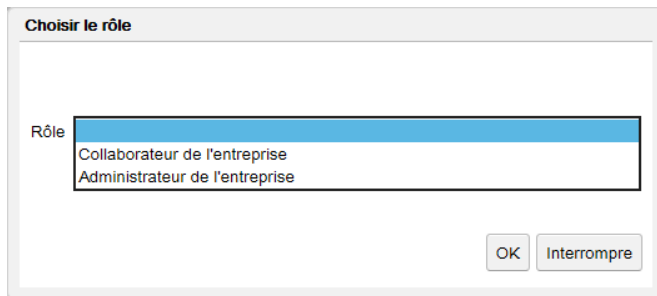 Choisir le rôle
Rôle
Collaborateur de l'entreprise
Administrateur de l'entreprise
OK Interrompre